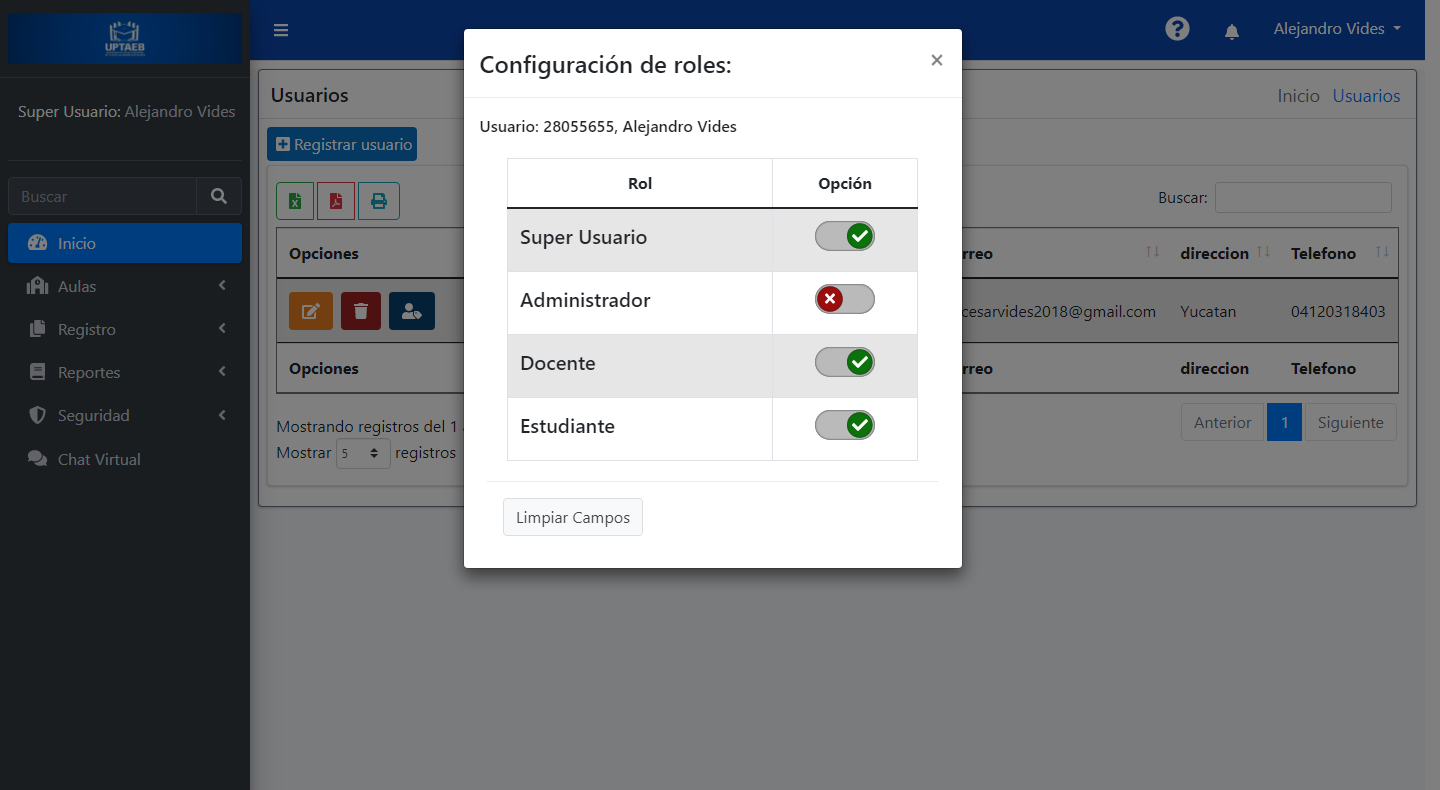 UPTAEB
Alejandro Vides
Super Usuario: Alejandro Vides
Buscar
Inicio
Aulas
Registro
Reportes
Seguridad
Chat Virtual
Usuarios
Inicio Usuarios
Registrar usuario
Buscar:
Opciones rreo direccion Telefono
cesarvides2018@gmail.com Yucatan 04120318403
Opciones rreo direccion Telefono
Mostrando registros del 1
Mostrar 5 registros
Anterior 1 Siguiente
Configuración de roles:
×
Usuario: 28055655, Alejandro Vides
Rol Opción
Super Usuario
Administrador
Docente
Estudiante
Limpiar Campos